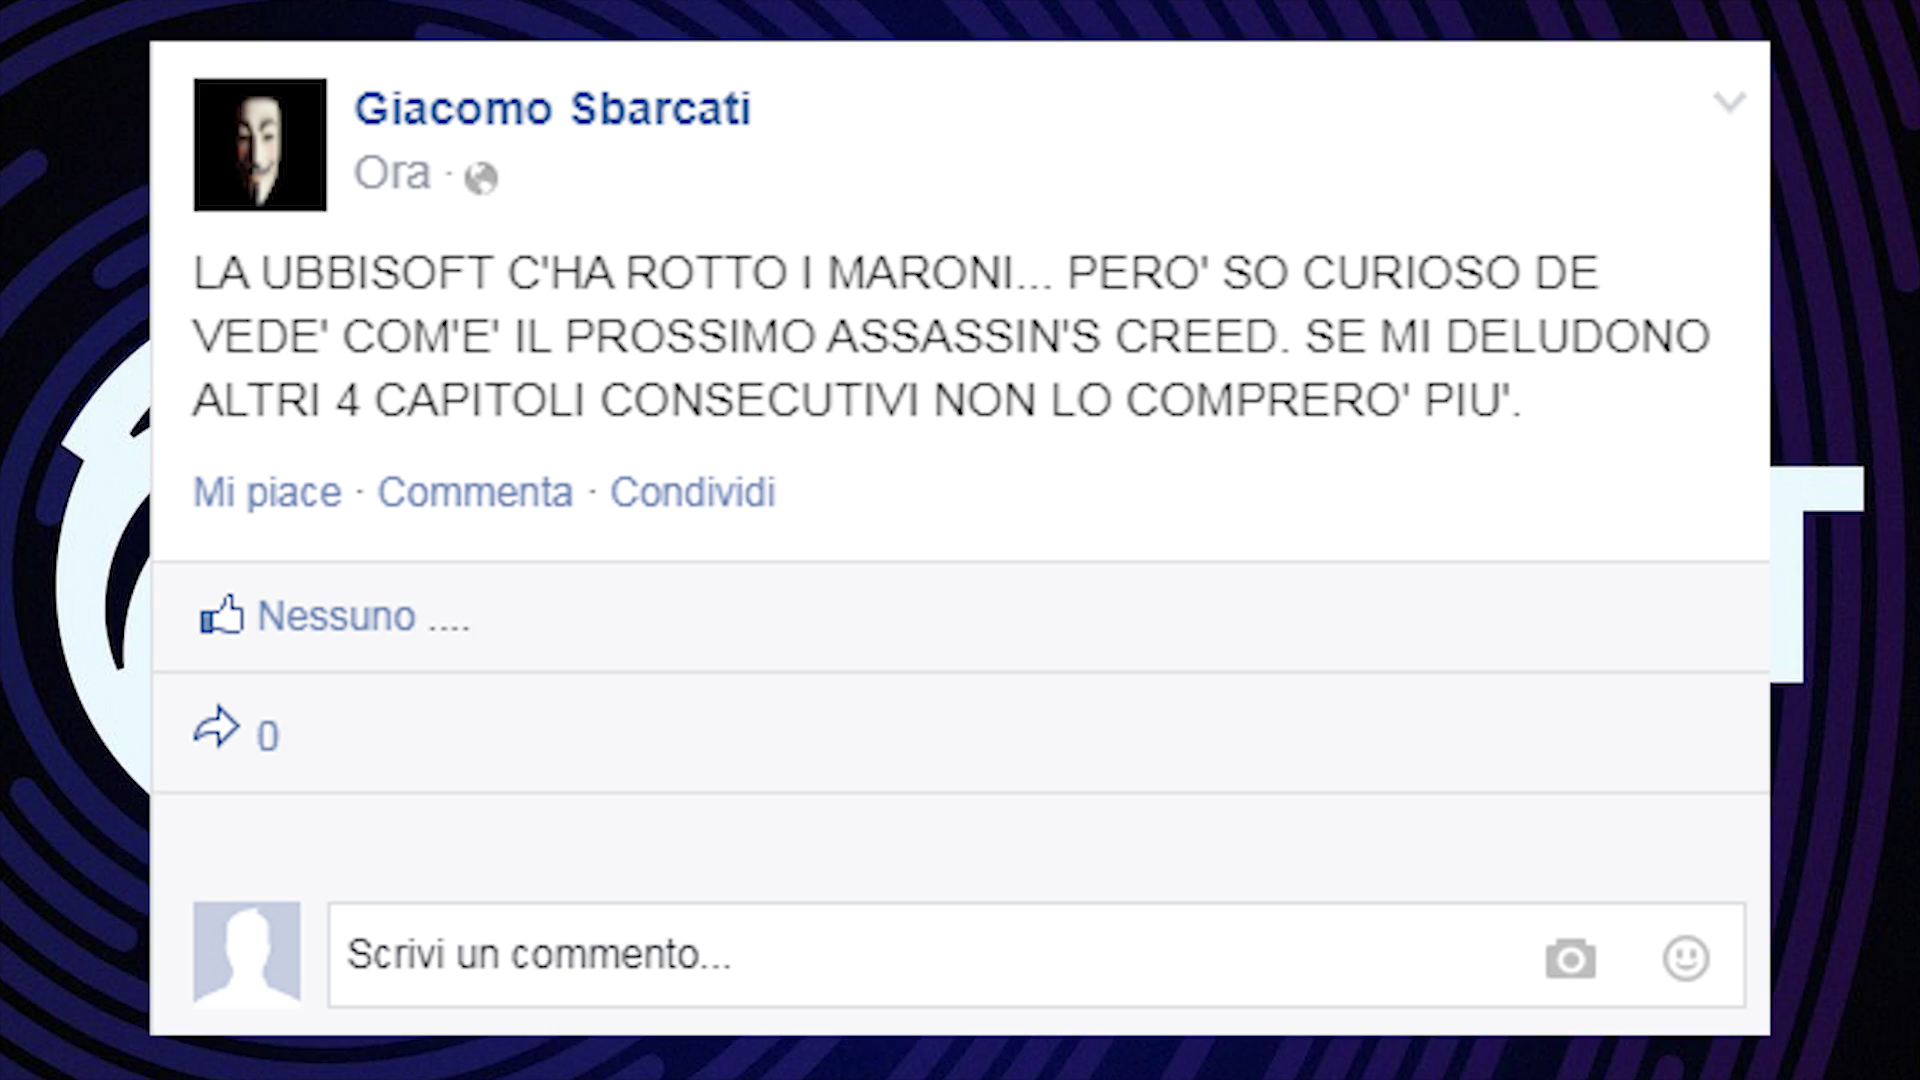 Giacomo Sbarcati
Ora ·
LA UBBISOFT C'HA ROTTO I MARONI... PERO' SO CURIOSO DE
VEDE' COM'E' IL PROSSIMO ASSASSIN'S CREED. SE MI DELUDONO
ALTRI 4 CAPITOLI CONSECUTIVI NON LO COMPRERO' PIU'.
Mi piace · Commenta · Condividi
Nessuno ....
0
Scrivi un commento...